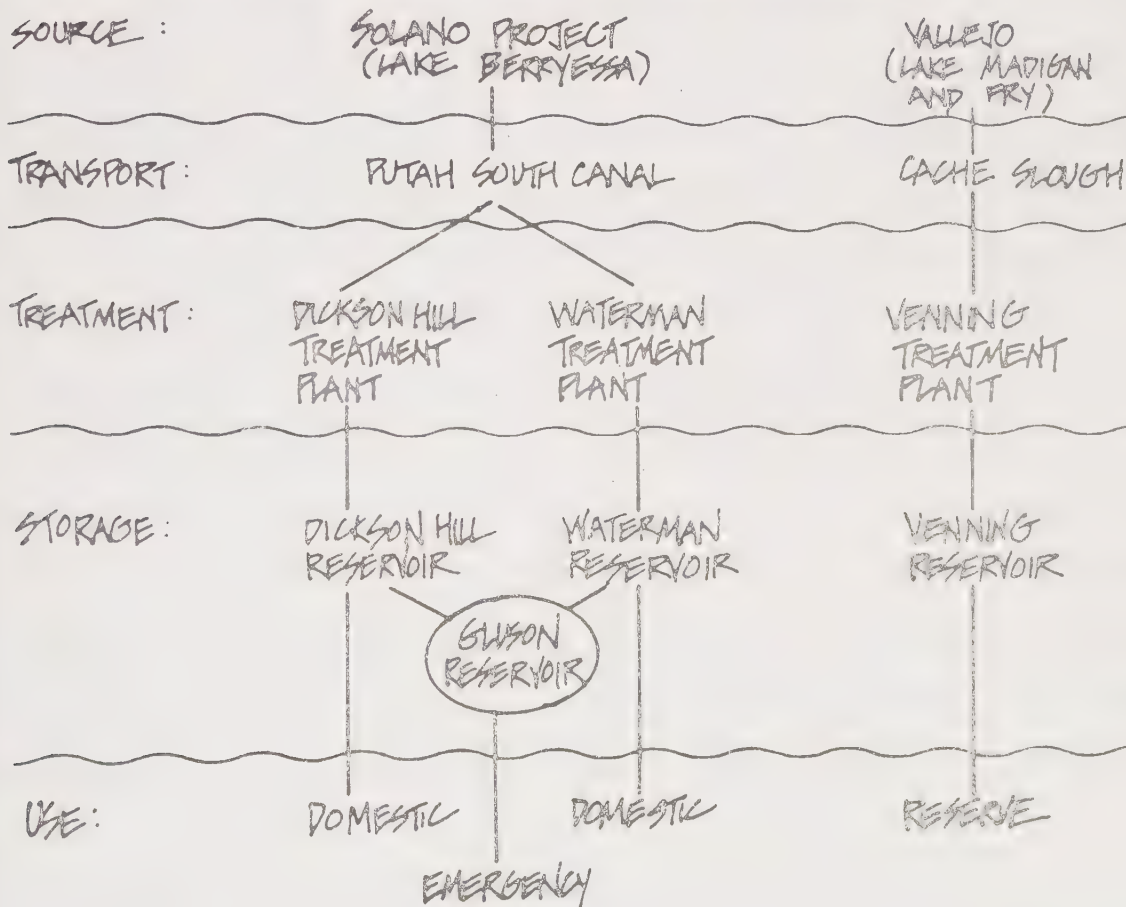 SOURCE :
SOLANO PROJECT
(LAKE BERRYESSA)
VALLEJO
(LAKE MADIGAN
AND FRY)
TRANSPORT :
PUTAH SOUTH CANAL
CACHE SLOUGH
TREATMENT :
DICKSON HILL
TREATMENT
PLANT
WATERMAN
TREATMENT
PLANT
VENNING
TREATMENT
PLANT
STORAGE :
DICKSON HILL
RESERVOIR
WATERMAN
RESERVOIR
VENNING
RESERVOIR
GLUSON
RESERVOIR
USE :
DOMESTIC
DOMESTIC
RESERVE
EMERGENCY